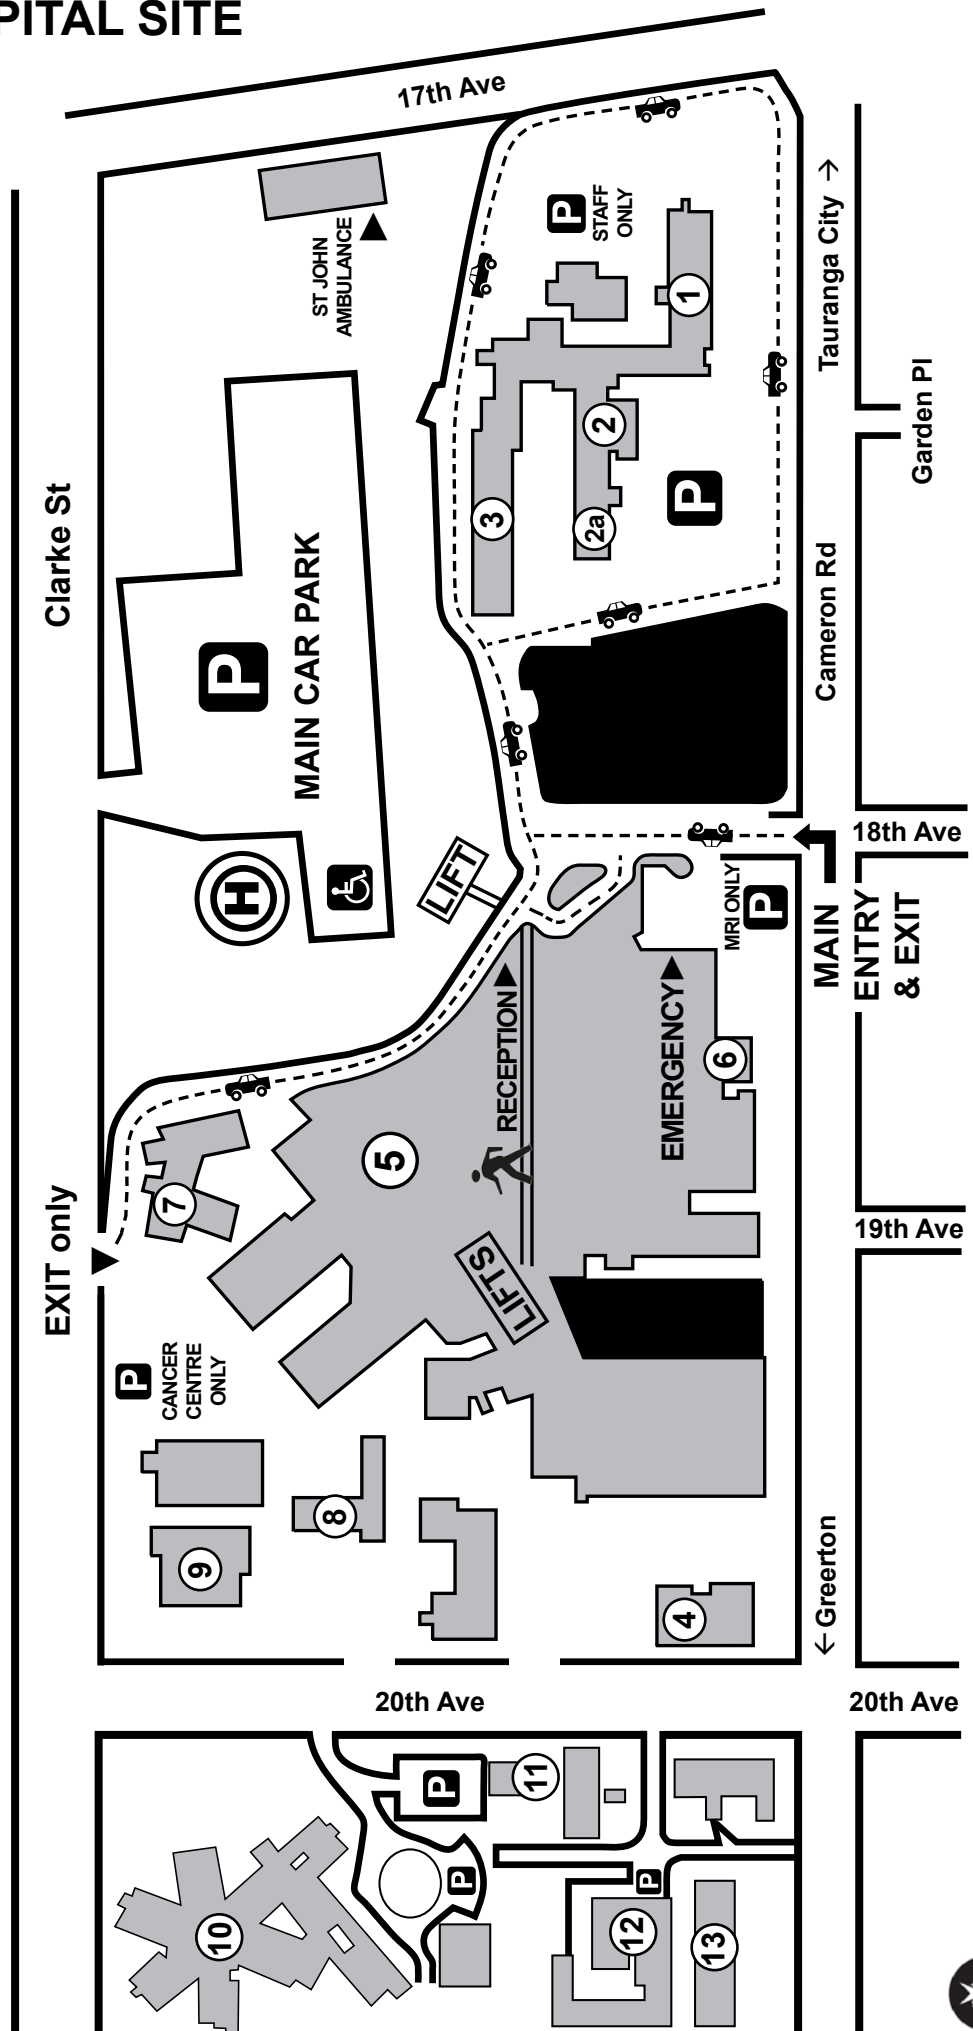 PITAL SITE
17th Ave
ST JOHN
AMBULANCE
P
STAFF
ONLY
1
Tauranga City →
Garden Pl
2
3
2a
P
Clarke St
P
MAIN CAR PARK
Cameron Rd
18th Ave
H
LIFT
MRI ONLY
P
MAIN
ENTRY
& EXIT
RECEPTION
EMERGENCY
6
5
7
EXIT only
19th Ave
LIFTS
P
CANCER
CENTRE
ONLY
8
9
4
← Greerton
20th Ave
20th Ave
P
11
P
P
10
12
13